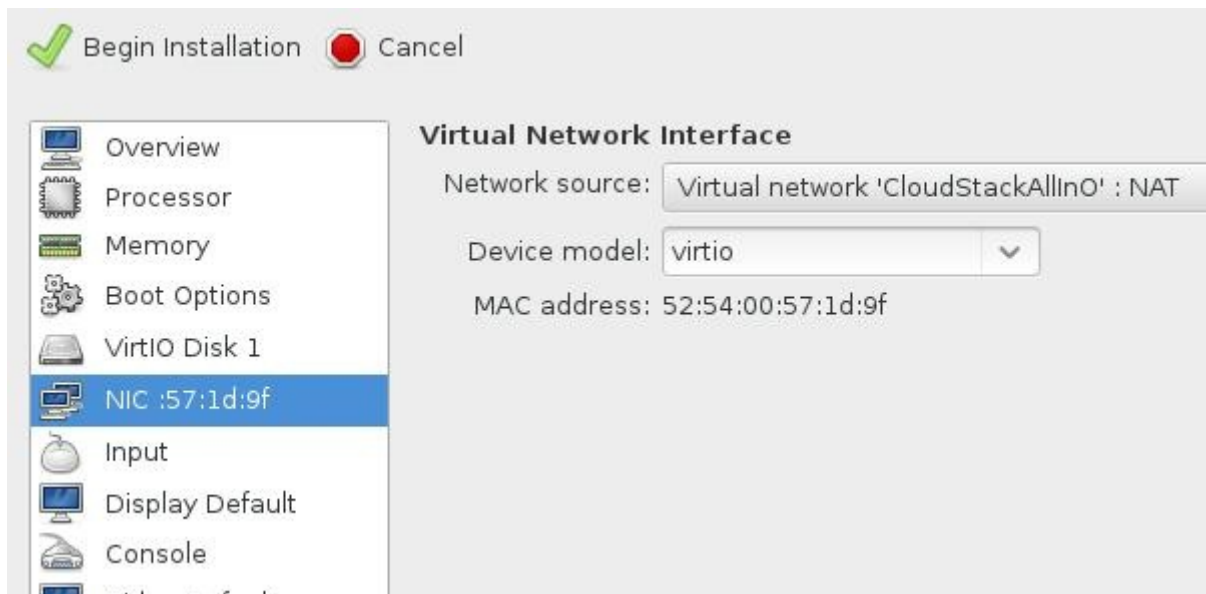 Begin Installation Cancel
Overview
Processor
Memory
Boot Options
VirtIO Disk 1
NIC :57:1d:9f
Input
Display Default
Console
Virtual Network Interface
Network source: Virtual network 'CloudStackAllInO' : NAT
Device model: virtio
MAC address: 52:54:00:57:1d:9f